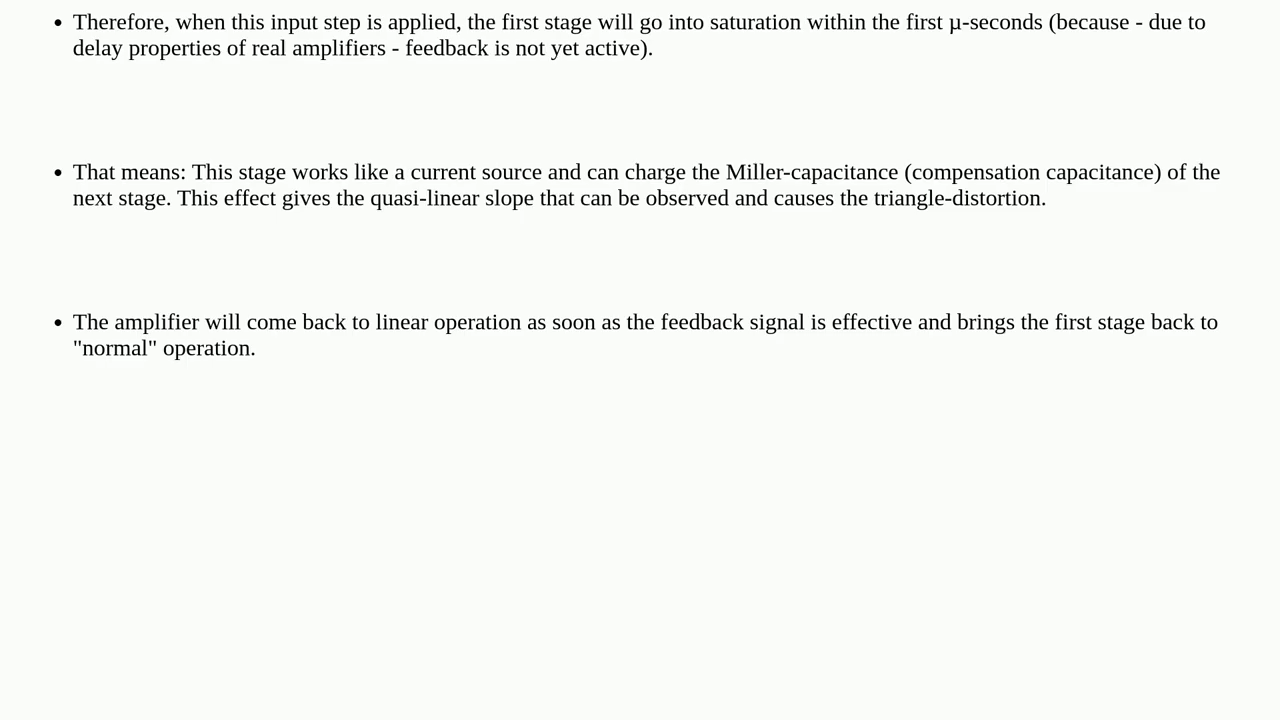 • Therefore, when this input step is applied, the first stage will go into saturation within the first µ-seconds (because - due to
delay properties of real amplifiers - feedback is not yet active).
• That means: This stage works like a current source and can charge the Miller-capacitance (compensation capacitance) of the
next stage. This effect gives the quasi-linear slope that can be observed and causes the triangle-distortion.
• The amplifier will come back to linear operation as soon as the feedback signal is effective and brings the first stage back to
"normal" operation.